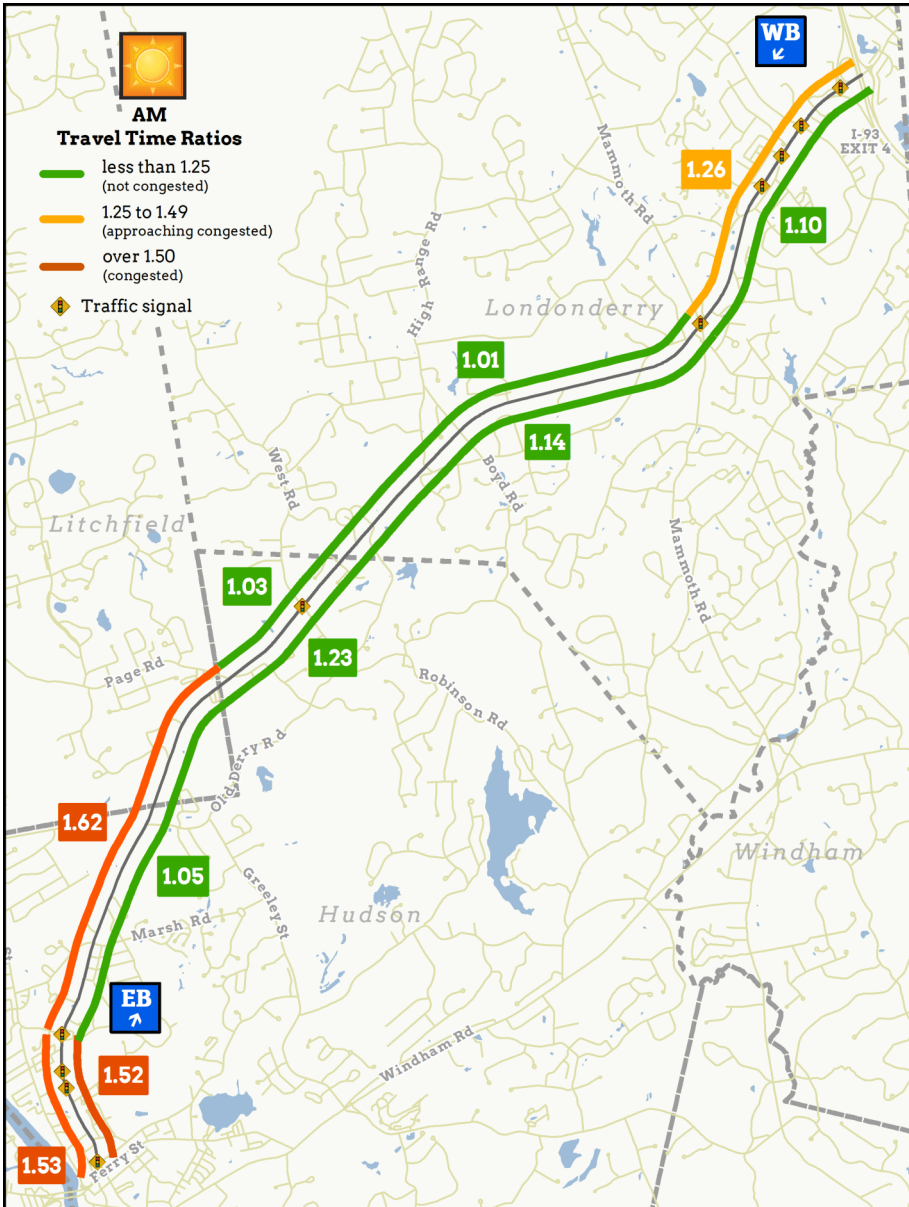 WB
AM
Travel Time Ratios
less than 1.25
(not congested)
1.25 to 1.49
(approaching congested)
over 1.50
(congested)
Traffic signal
I-93
EXIT 4
Mammoth Rd
1.26
1.10
High Range Rd
Londonderry
1.01
1.14
West Rd
Boyd Rd
Litchfield
Mammoth Rd
1.03
1.23
Page Rd
Robinson Rd
Old Derry Rd
1.62
Windham
1.05
Greeley St
Hudson
Marsh Rd
EB
Windham Rd
1.52
1.53
Ferry St